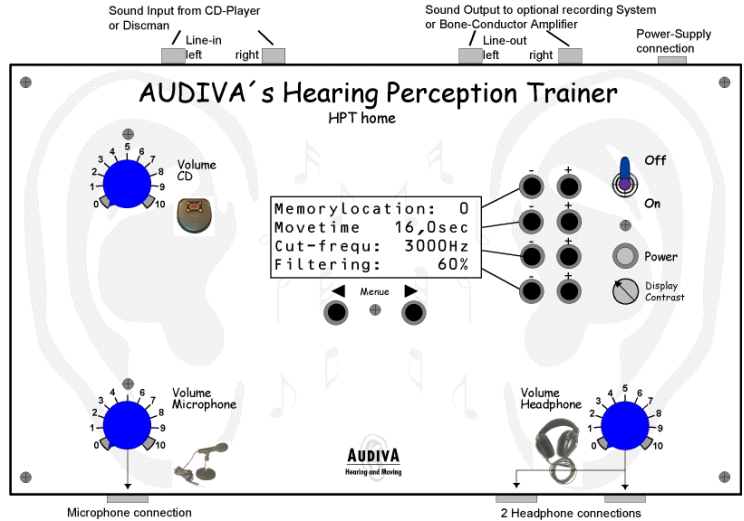 Sound Input from CD-Player
or Discman
Line-in
left right
Sound Output to optional recording System
or Bone-Conductor Amplifier
Line-out
left right
Power-Supply
connection
AUDIVA´s Hearing Perception Trainer
HPT home
0 1 2 3 4 5 6 7 8 9 10
Volume
CD
Memorylocation: 0
Movetime 16,0sec
Cut-frequ: 3000Hz
Filtering: 60%
- +
- +
- +
- +
Off
On
Power
Display
Contrast
◀ Menue ▶
0 1 2 3 4 6 7 8 9 10
Volume
Microphone
Volume
Headphone
0 1 2 3 4 5 6 7 8 9 10
AUDIVA
Hearing and Moving
Microphone connection
2 Headphone connections